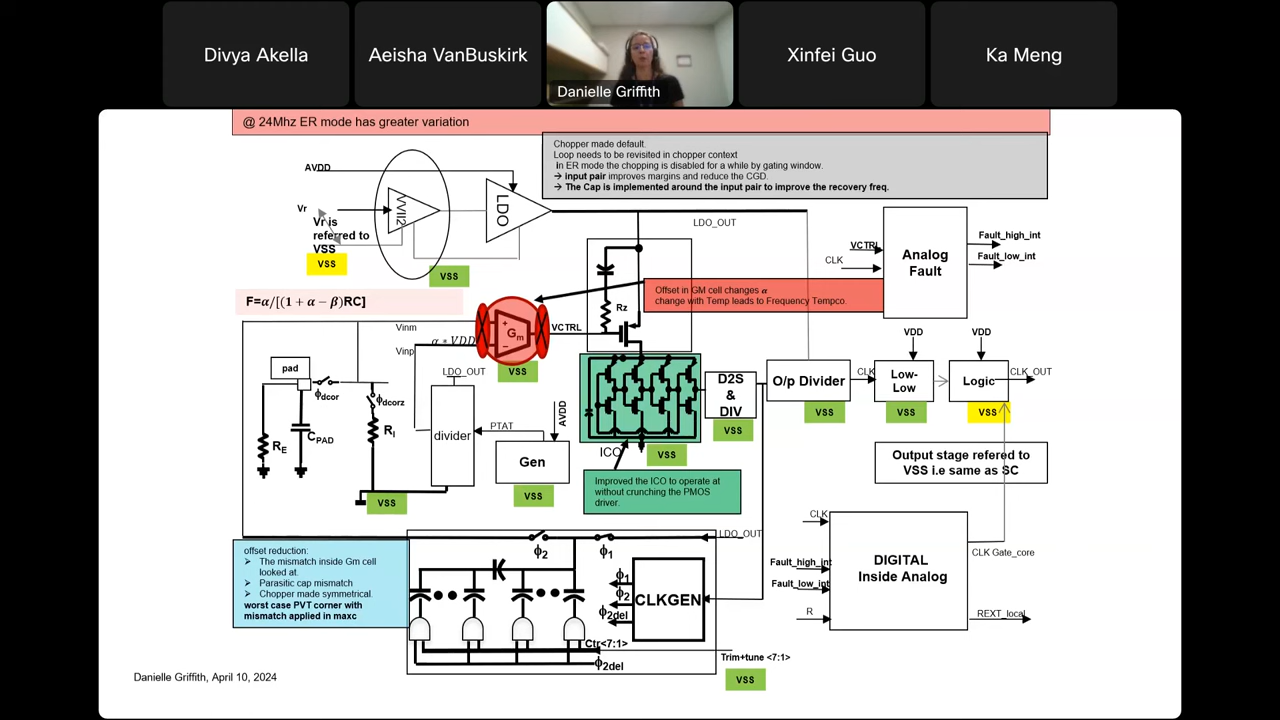 Divya Akella
Aeisha VanBuskirk
Danielle Griffith
Xinfei Guo
Ka Meng
@ 24Mhz ER mode has greater variation
Chopper made default.
Loop needs to be revisited in chopper context
In ER mode the chopping is disabled for a while by gating window.
→ input pair improves margins and reduce the CGD.
→ The Cap is implemented around the input pair to improve the recovery freq.
AVDD
Vr
Vr is
referred to
VSS
VSS
LDO
VSS
LDO_OUT
VCTRL
CLK
Analog
Fault
Fault_high_int
Fault_low_int
F=α/[(1 + α − β)RC]
Offset in GM cell changes α
change with Temp leads to Frequency Tempco.
Rz
Vinm
Vinp
α * VDD
Gm
VCTRL
VSS
pad
ϕdcor
ϕdcorz
RE
CPAD
RI
VSS
LDO_OUT
divider
PTAT
AVDD
Gen
VSS
ICO
VSS
D2S
&
DIV
VSS
O/p Divider
VSS
CLK
VDD
Low-
Low
VSS
VDD
Logic
CLK_OUT
VSS
Improved the ICO to operate at
without crunching the PMOS
driver.
Output stage refered to
VSS i.e same as SC
offset reduction:
➢ The mismatch inside Gm cell
looked at.
➢ Parasitic cap mismatch
➢ Chopper made symmetrical.
worst case PVT corner with
mismatch applied in maxc
ϕ2
ϕ1
LDO_OUT
ϕ1
ϕ2
ϕ2del
CLKGEN
Ctr<7:1>
ϕ2del
Trim+tune <7:1>
VSS
CLK
Fault_high_int
Fault_low_int
R
DIGITAL
Inside Analog
CLK Gate_core
REXT_local
Danielle Griffith, April 10, 2024